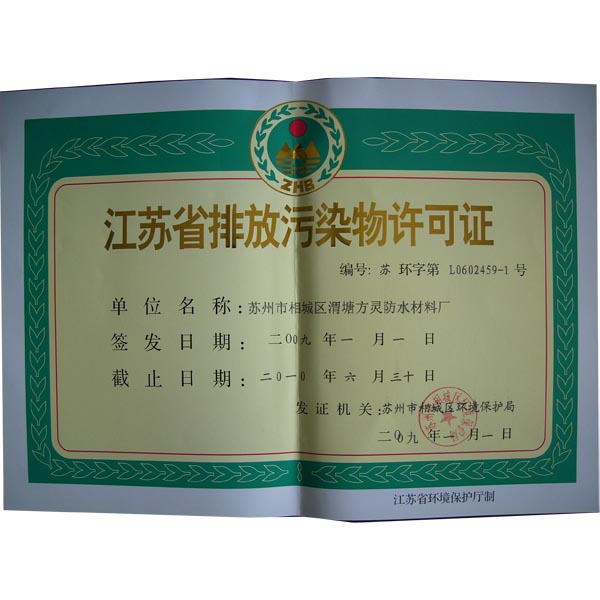 ZHB
江苏省排放污染物许可证
编号: 苏 环字第 L0602459-1 号
单位名称:苏州市相城区渭塘方灵防水材料厂
签发日期: 二00九 年 一 月 一 日
截止日期: 二0一0 年 六 月 三十 日
发证机关:苏州市相城区环境保护局
二00九 年 一 月 一 日
江苏省环境保护厅制